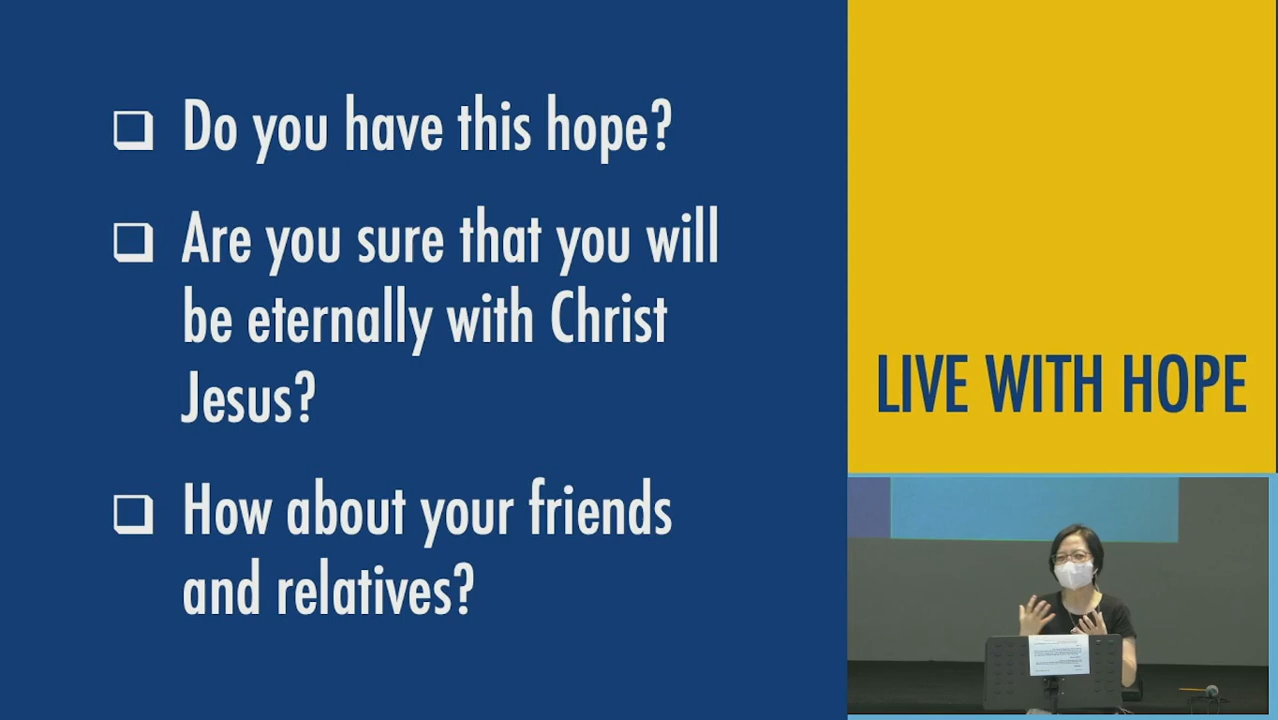 Do you have this hope?
Are you sure that you will
be eternally with Christ
Jesus?
How about your friends
and relatives?
LIVE WITH HOPE